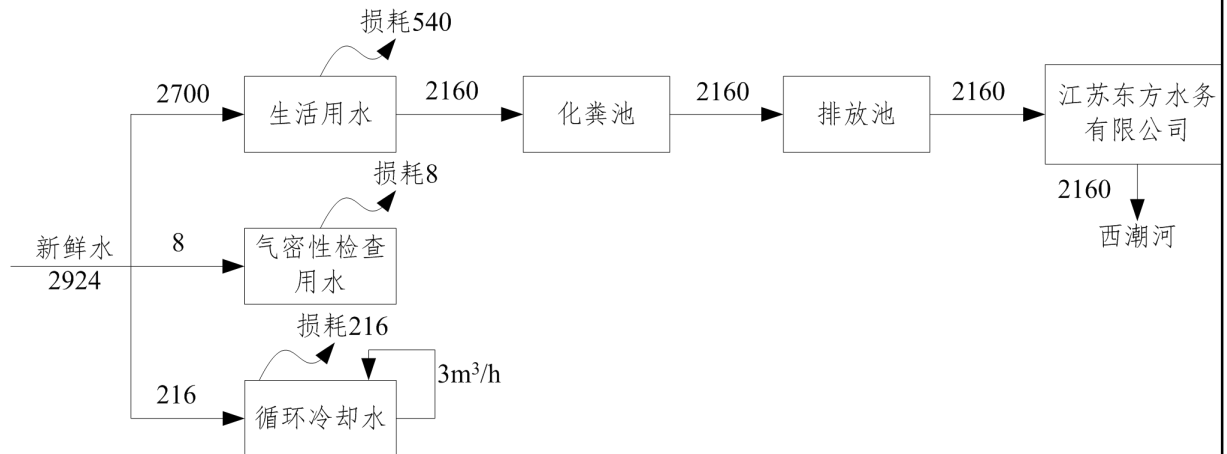 损耗540
2700
生活用水
2160
化粪池
2160
排放池
2160
江苏东方水务
有限公司
2160
西潮河
损耗8
新鲜水
2924
8
气密性检查
用水
损耗216
216
循环冷却水
3m³/h